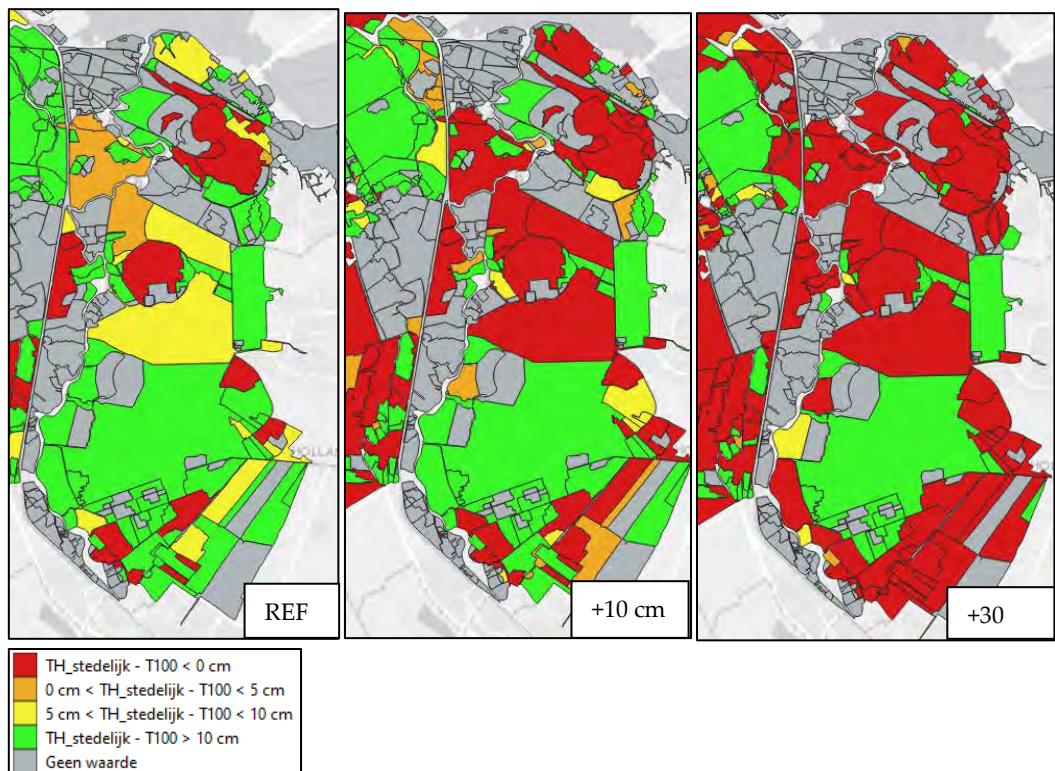 REF
+10 cm
+30
TH_stedelijk - T100 < 0 cm
0 cm < TH_stedelijk - T100 < 5 cm
5 cm < TH_stedelijk - T100 < 10 cm
TH_stedelijk - T100 > 10 cm
Geen waarde